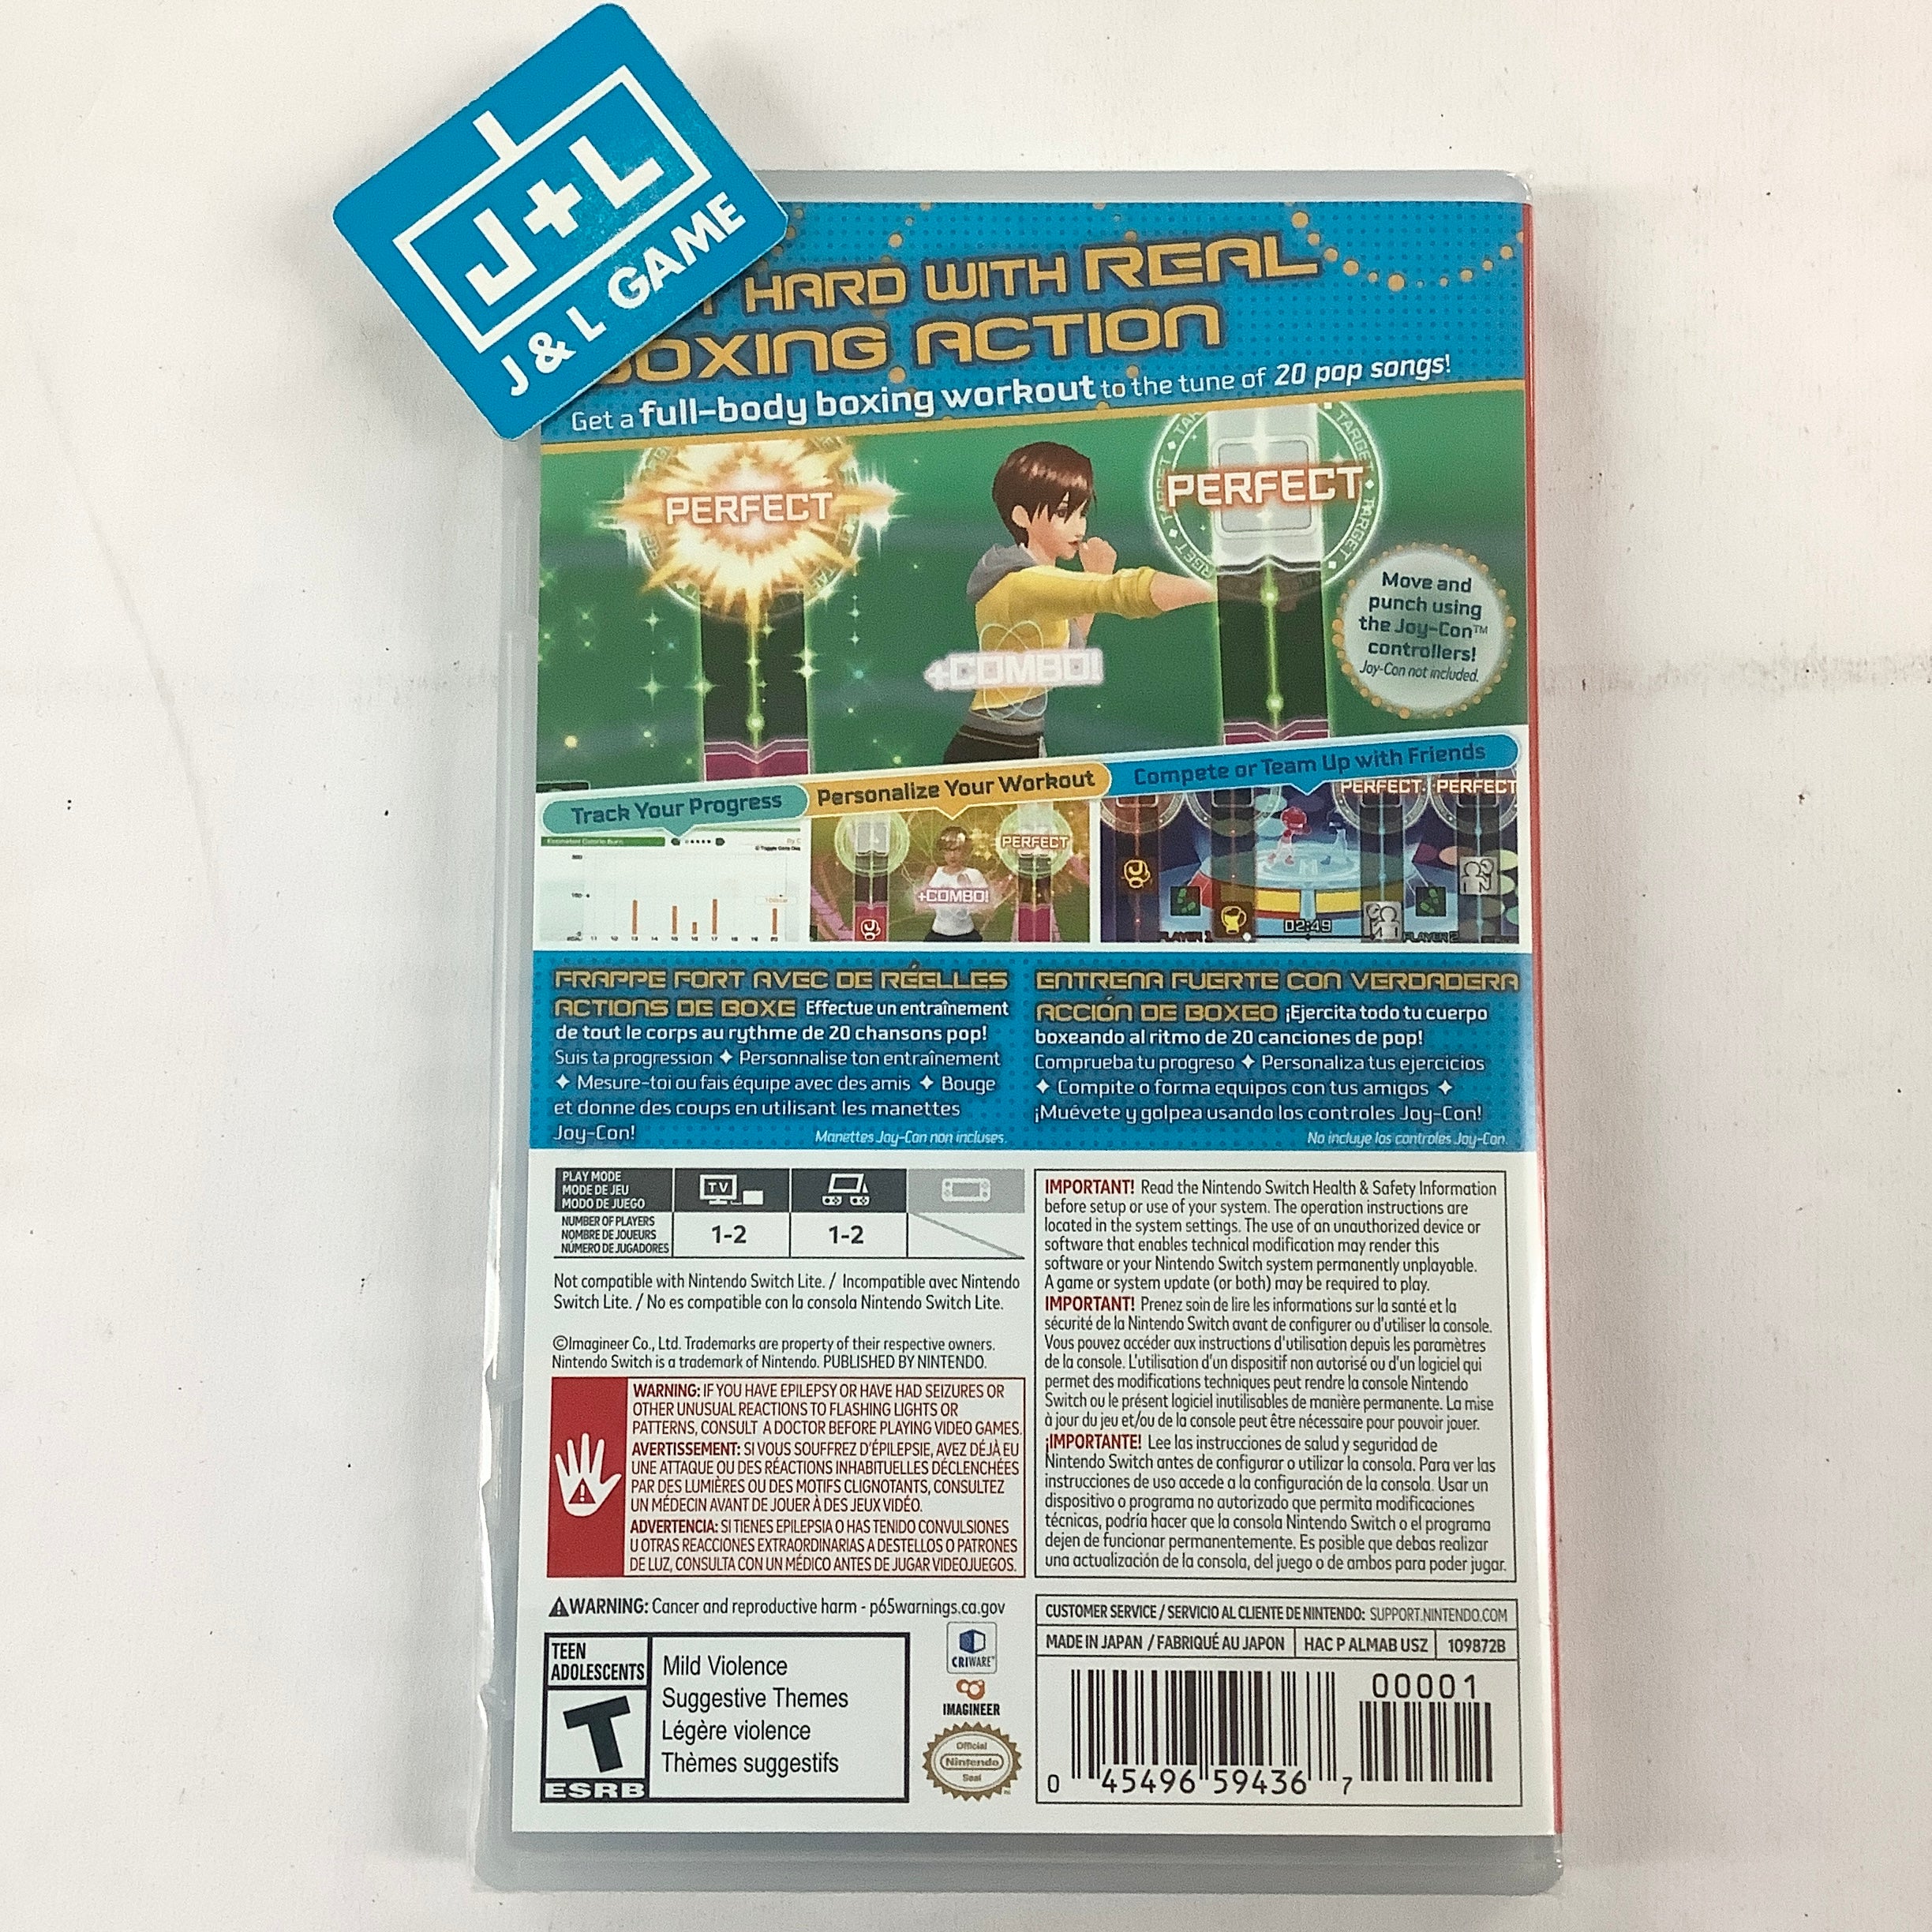 J+L
J & L GAME
HARD WITH REAL
BOXING ACTION
Get a full-body boxing workout to the tune of 20 pop songs!
PERFECT
PERFECT
TARGET
Move and
punch using
the Joy-Con™
controllers!
Joy-Con not included.
+COMBO!
Track Your Progress
Personalize Your Workout
Compete or Team Up with Friends
Estimated Calorie Burn
PERFECT
+COMBO!
PERFECT
PERFECT
02:49
PLAYER 1
PLAYER 2
FRAPPE FORT AVEC DE RÉELLES
ACTIONS DE BOXE Effectue un entraînement
de tout le corps au rythme de 20 chansons pop!
Suis ta progression ✦ Personnalise ton entraînement
✦ Mesure-toi ou fais équipe avec des amis ✦ Bouge
et donne des coups en utilisant les manettes
Joy-Con!
Manettes Joy-Con non incluses.
ENTRENA FUERTE CON VERDADERA
ACCIÓN DE BOXEO ¡Ejercita todo tu cuerpo
boxeando al ritmo de 20 canciones de pop!
Comprueba tu progreso ✦ Personaliza tus ejercicios
✦ Compite o forma equipos con tus amigos ✦
¡Muévete y golpea usando los controles Joy-Con!
No incluye los controles Joy-Con.
PLAY MODE
MODE DE JEU
MODO DE JUEGO
TV
NUMBER OF PLAYERS
NOMBRE DE JOUEURS
NÚMERO DE JUGADORES
1-2
1-2
Not compatible with Nintendo Switch Lite. / Incompatible avec Nintendo
Switch Lite. / No es compatible con la consola Nintendo Switch Lite.
©Imagineer Co., Ltd. Trademarks are property of their respective owners.
Nintendo Switch is a trademark of Nintendo. PUBLISHED BY NINTENDO.
WARNING: IF YOU HAVE EPILEPSY OR HAVE HAD SEIZURES OR
OTHER UNUSUAL REACTIONS TO FLASHING LIGHTS OR
PATTERNS, CONSULT A DOCTOR BEFORE PLAYING VIDEO GAMES.
AVERTISSEMENT: SI VOUS SOUFFREZ D'ÉPILEPSIE, AVEZ DÉJÀ EU
UNE ATTAQUE OU DES RÉACTIONS INHABITUELLES DÉCLENCHÉES
PAR DES LUMIÈRES OU DES MOTIFS CLIGNOTANTS, CONSULTEZ
UN MÉDECIN AVANT DE JOUER À DES JEUX VIDÉO.
ADVERTENCIA: SI TIENES EPILEPSIA O HAS TENIDO CONVULSIONES
U OTRAS REACCIONES EXTRAORDINARIAS A DESTELLOS O PATRONES
DE LUZ, CONSULTA CON UN MÉDICO ANTES DE JUGAR VIDEOJUEGOS.
IMPORTANT! Read the Nintendo Switch Health & Safety Information
before setup or use of your system. The operation instructions are
located in the system settings. The use of an unauthorized device or
software that enables technical modification may render this
software or your Nintendo Switch system permanently unplayable.
A game or system update (or both) may be required to play.
IMPORTANT! Prenez soin de lire les informations sur la santé et la
sécurité de la Nintendo Switch avant de configurer ou d'utiliser la console.
Vous pouvez accéder aux instructions d'utilisation depuis les paramètres
de la console. L'utilisation d'un dispositif non autorisé ou d'un logiciel qui
permet des modifications techniques peut rendre la console Nintendo
Switch ou le présent logiciel inutilisables de manière permanente. La mise
à jour du jeu et/ou de la console peut être nécessaire pour pouvoir jouer.
¡IMPORTANTE! Lee las instrucciones de salud y seguridad de
Nintendo Switch antes de configurar o utilizar la consola. Para ver las
instrucciones de uso accede a la configuración de la consola. Usar un
dispositivo o programa no autorizado que permita modificaciones
técnicas, podría hacer que la consola Nintendo Switch o el programa
dejen de funcionar permanentemente. Es posible que debas realizar
una actualización de la consola, del juego o de ambos para poder jugar.
WARNING: Cancer and reproductive harm - p65warnings.ca.gov
TEEN
ADOLESCENTS
T
ESRB
Mild Violence
Suggestive Themes
Légère violence
Thèmes suggestifs
CRIWARE
IMAGINEER
Official
Nintendo
Seal
CUSTOMER SERVICE / SERVICIO AL CLIENTE DE NINTENDO: SUPPORT.NINTENDO.COM
MADE IN JAPAN / FABRIQUÉ AU JAPON
HAC P ALMAB USZ
109872B
00001
0 45496 59436 7